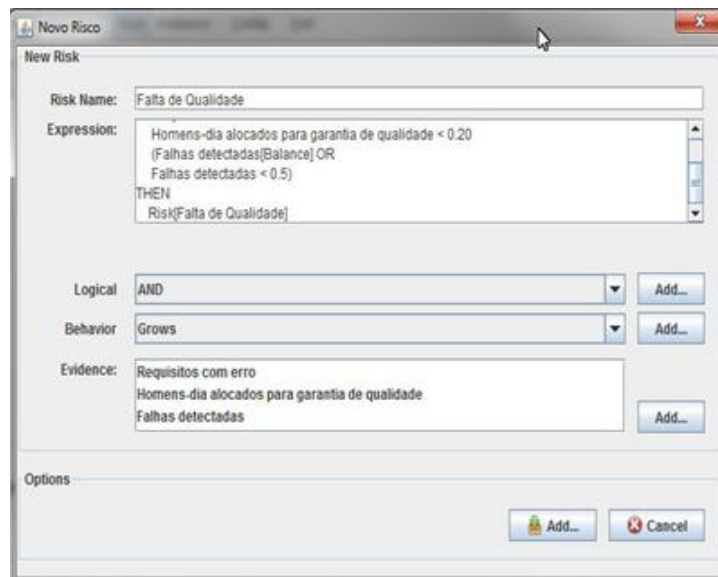 Novo Risco
New Risk
Risk Name: Falta de Qualidade
Expression:
Homens-dia alocados para garantia de qualidade < 0.20
(Falhas detectadas[Balance] OR
Falhas detectadas < 0.5)
THEN
Risk[Falta de Qualidade]
Logical AND Add...
Behavior Grows Add...
Evidence: Requisitos com erro
Homens-dia alocados para garantia de qualidade
Falhas detectadas Add...
Options
Add... Cancel